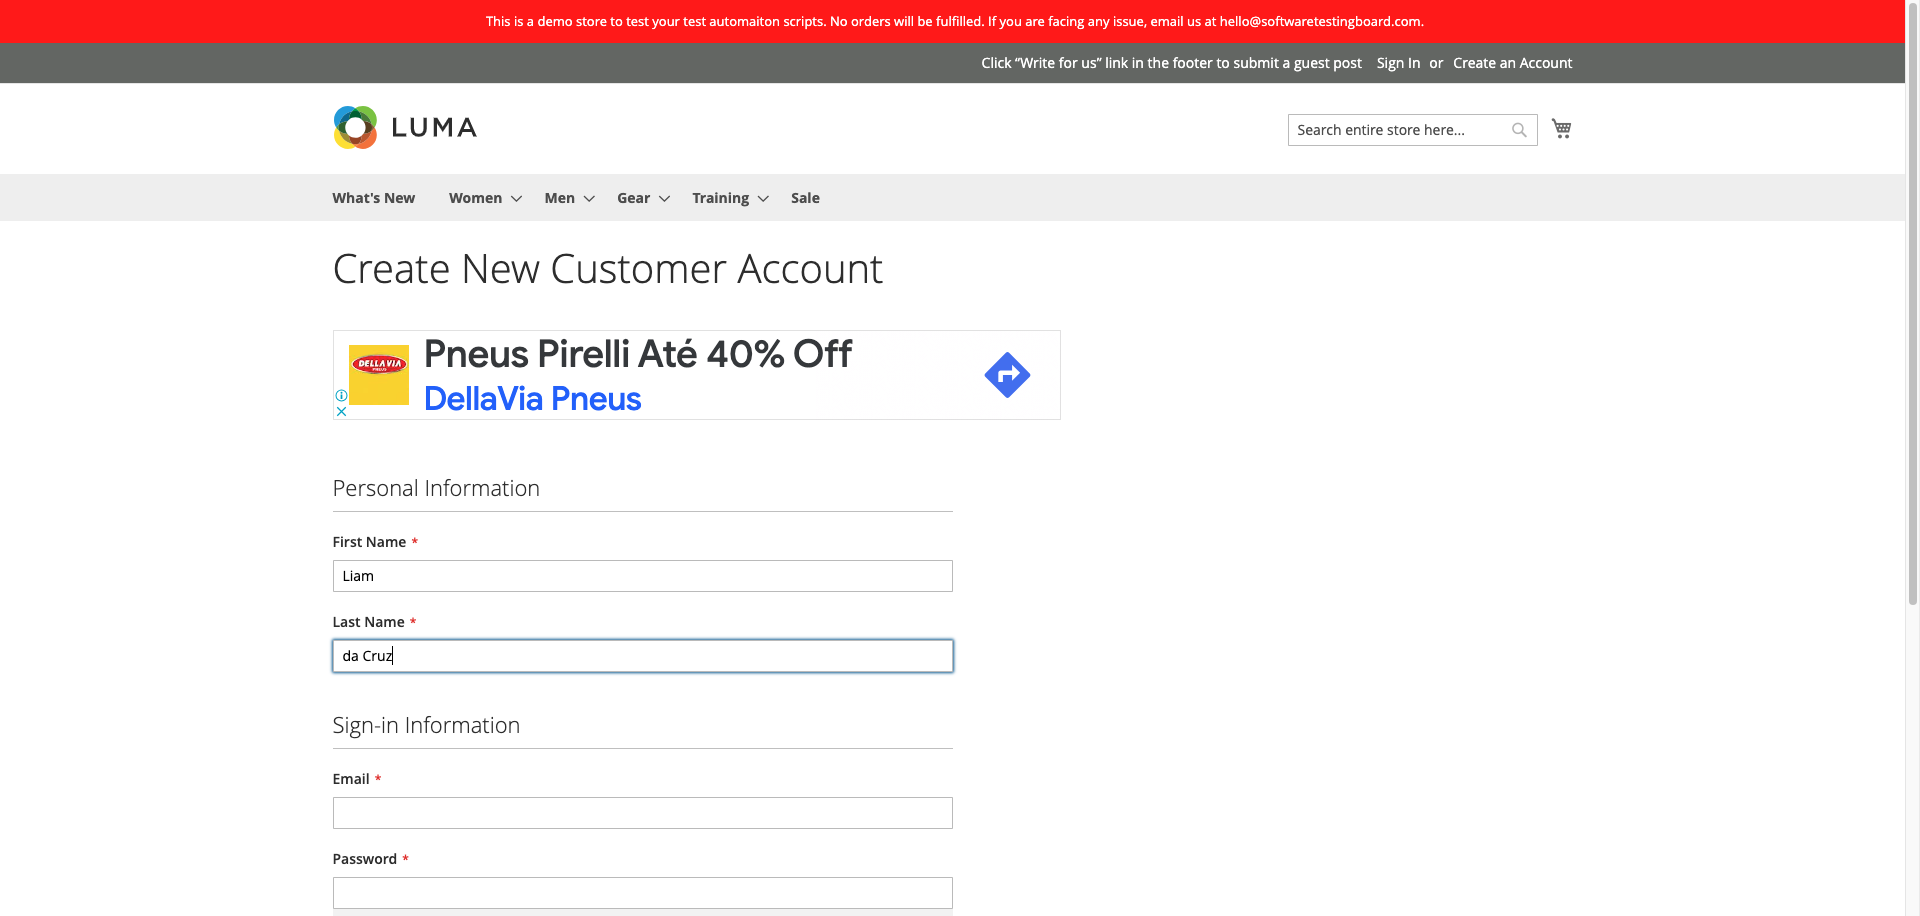 This is a demo store to test your test automaiton scripts. No orders will be fulfilled. If you are facing any issue, email us at hello@softwaretestingboard.com.
Click “Write for us” link in the footer to submit a guest post Sign In or Create an Account
LUMA
Search entire store here...
What's New Women Men Gear Training Sale
Create New Customer Account
DELLAVIA
PNEUS
Pneus Pirelli Até 40% Off
DellaVia Pneus
Personal Information
First Name *
Liam
Last Name *
da Cruz
Sign-in Information
Email *
Password *